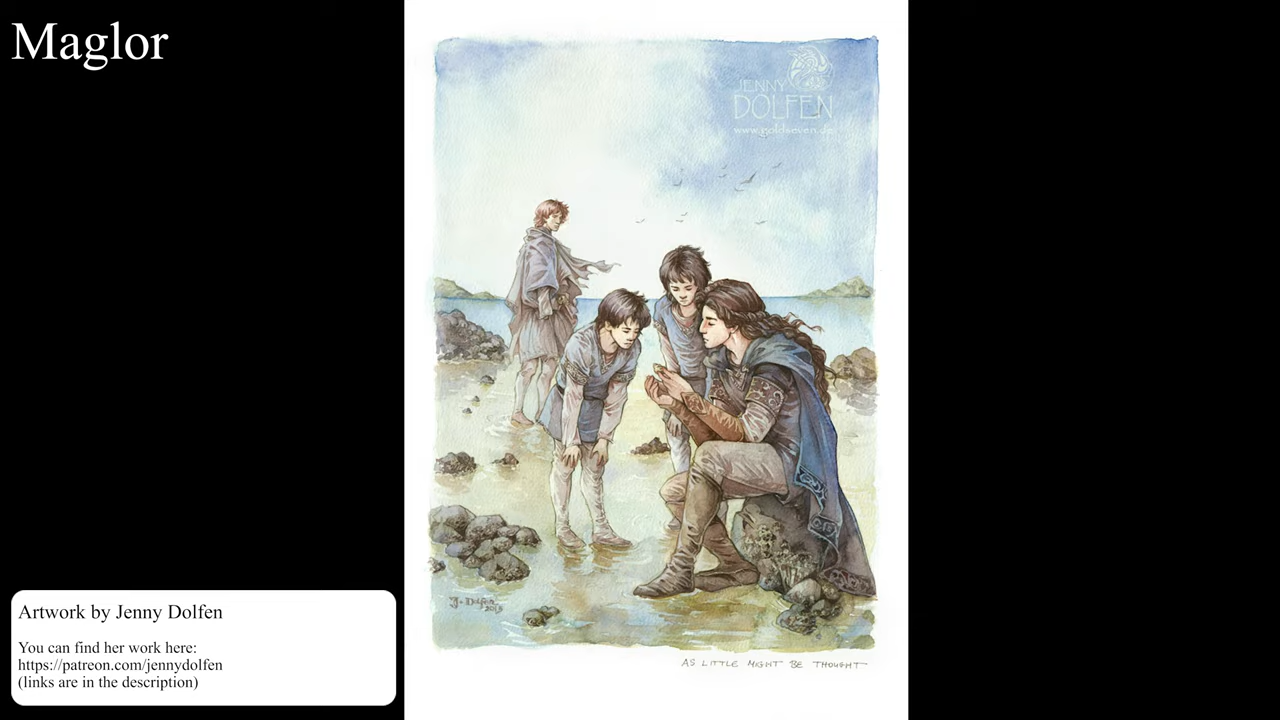 Maglor
JENNY
DOLFEN
www.goldseven.de
J. Dolfen
2015
AS LITTLE MIGHT BE THOUGHT
Artwork by Jenny Dolfen
You can find her work here:
https://patreon.com/jennydolfen
(links are in the description)